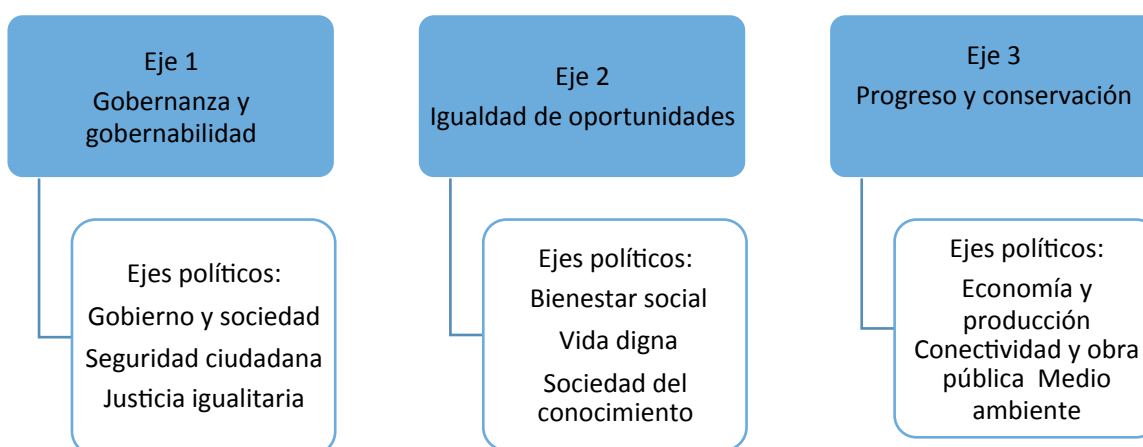 Eje 1
Gobernanza y
gobernabilidad
Ejes políticos:
Gobierno y sociedad
Seguridad ciudadana
Justicia igualitaria
Eje 2
Igualdad de oportunidades
Ejes políticos:
Bienestar social
Vida digna
Sociedad del
conocimiento
Eje 3
Progreso y conservación
Ejes políticos:
Economía y
producción
Conectividad y obra
pública Medio
ambiente